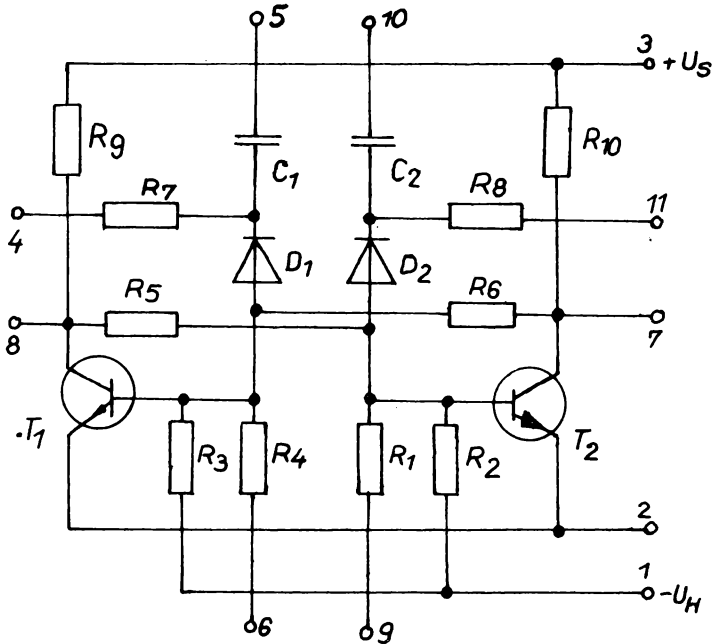 5
10
3
+ U_S
R_9
R_10
C_1
C_2
R_7
R_8
4
11
D_1
D_2
R_5
R_6
8
7
.T_1
T_2
R_3
R_4
R_1
R_2
2
1
-U_H
6
9